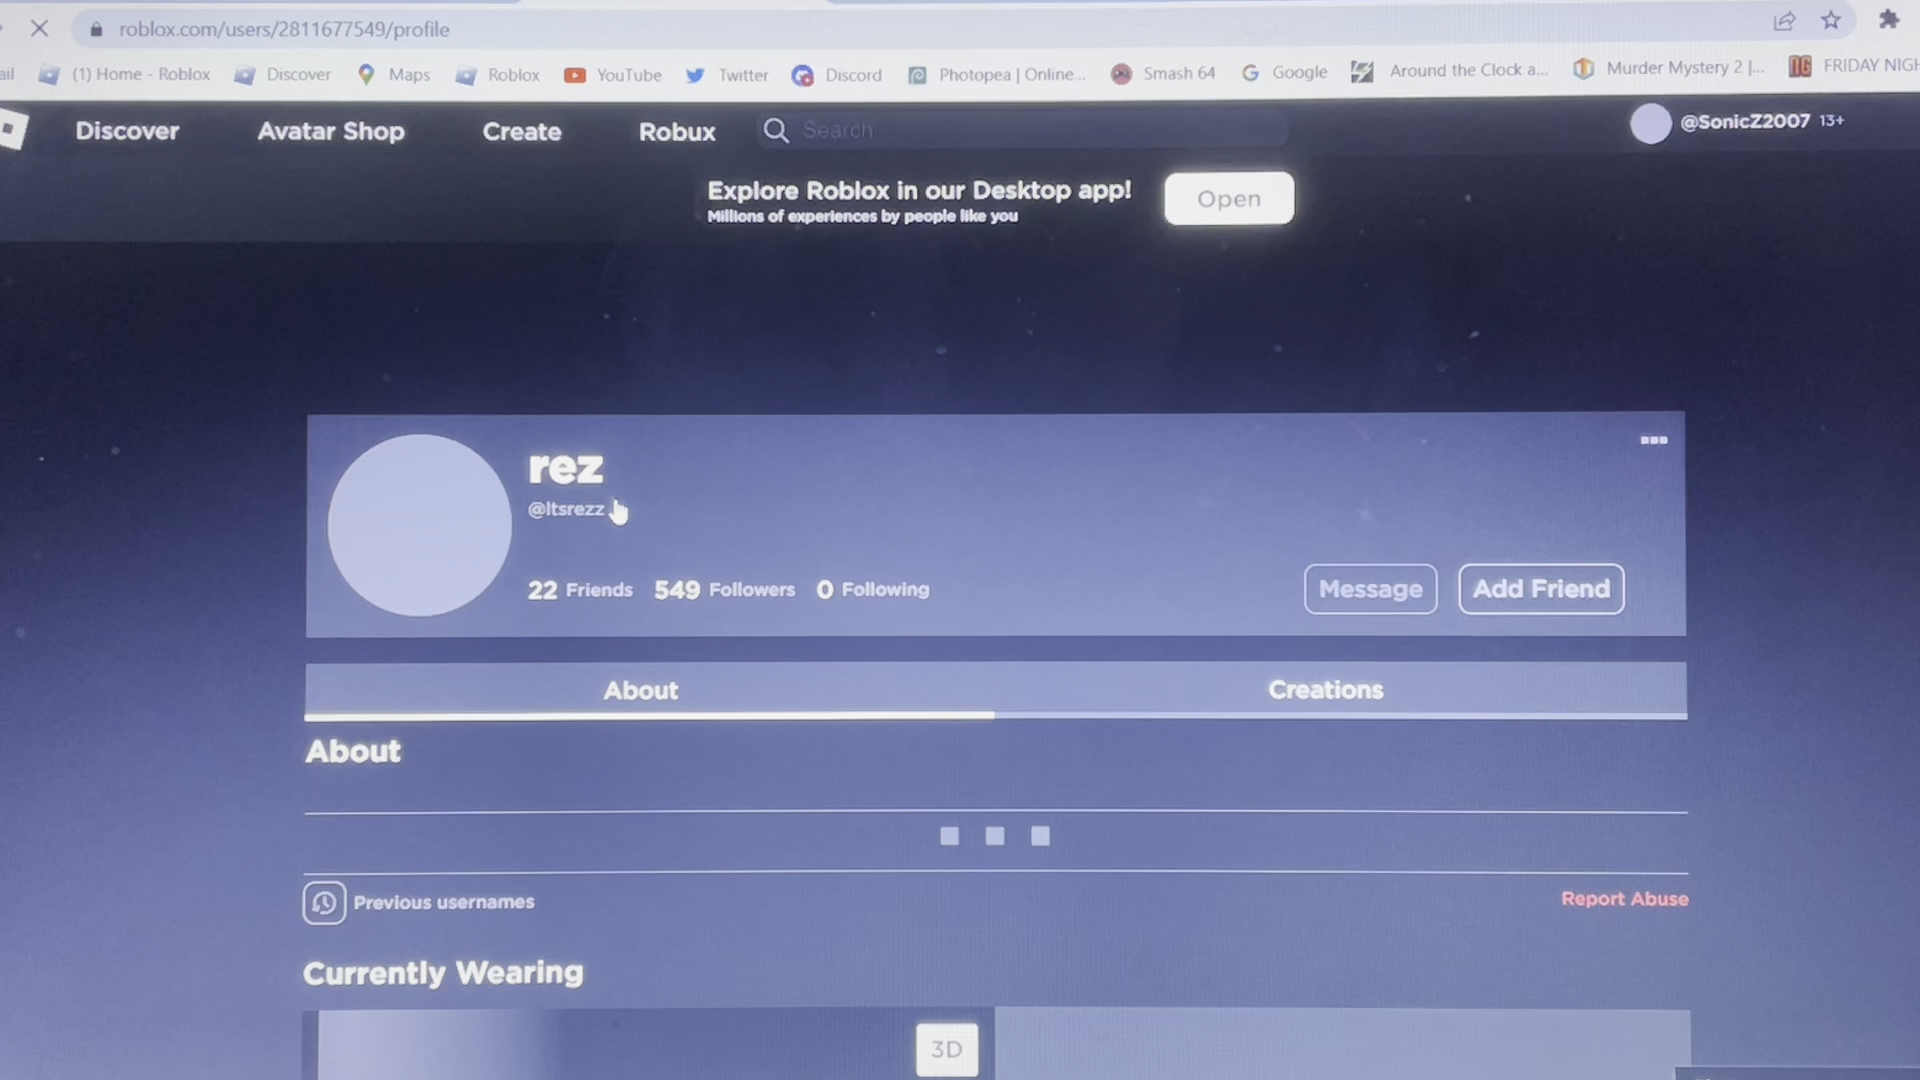 roblox.com/users/2811677549/profile
ail (1) Home - Roblox Discover Maps Roblox YouTube Twitter Discord Photopea | Online... Smash 64 Google Around the Clock a... Murder Mystery 2 |... FRIDAY NIGH
Discover Avatar Shop Create Robux Search @SonicZ2007 13+
Explore Roblox in our Desktop app!
Millions of experiences by people like you
Open
rez
@Itsrezz
22 Friends 549 Followers 0 Following
Message Add Friend
About Creations
About
Previous usernames Report Abuse
Currently Wearing
3D